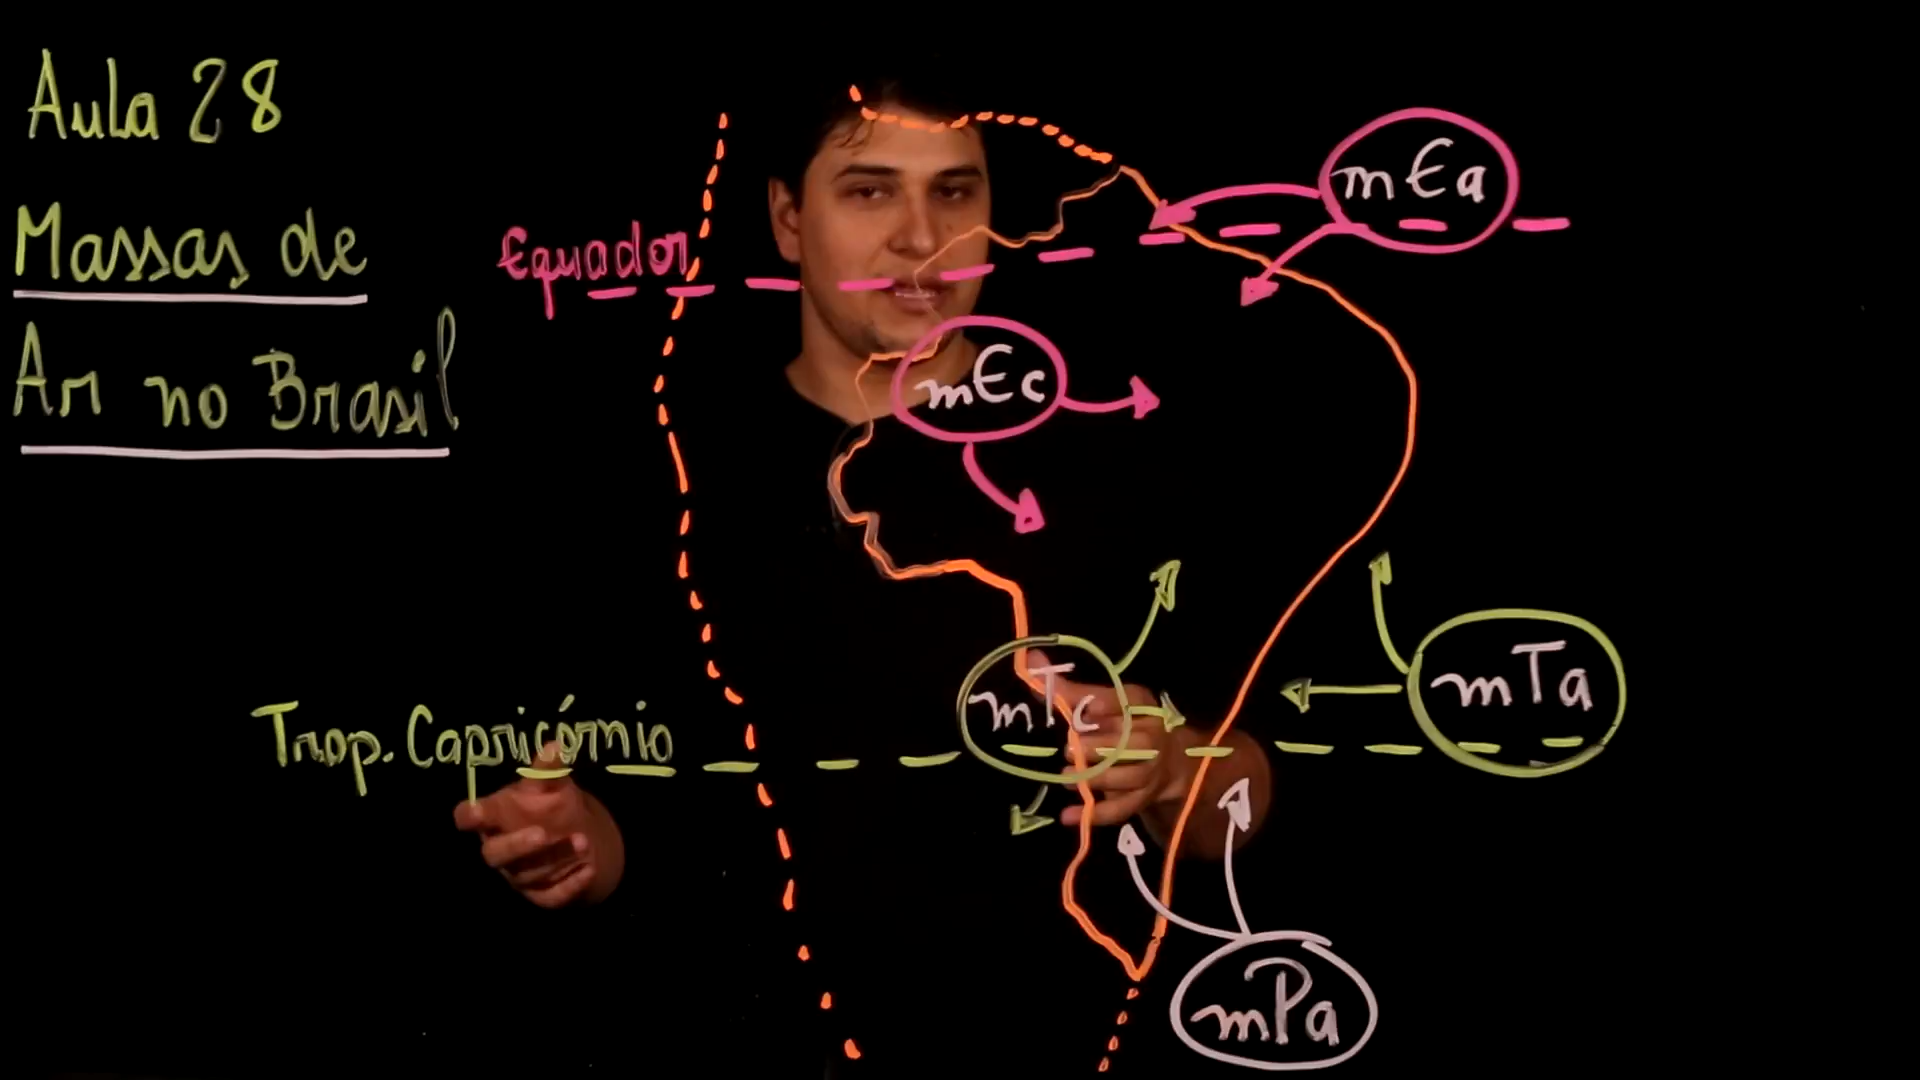 Aula 28
Massas de
Ar no Brasil
mEa
Equador
mEc
mTc
mTa
Trop. Capricórnio
mPa